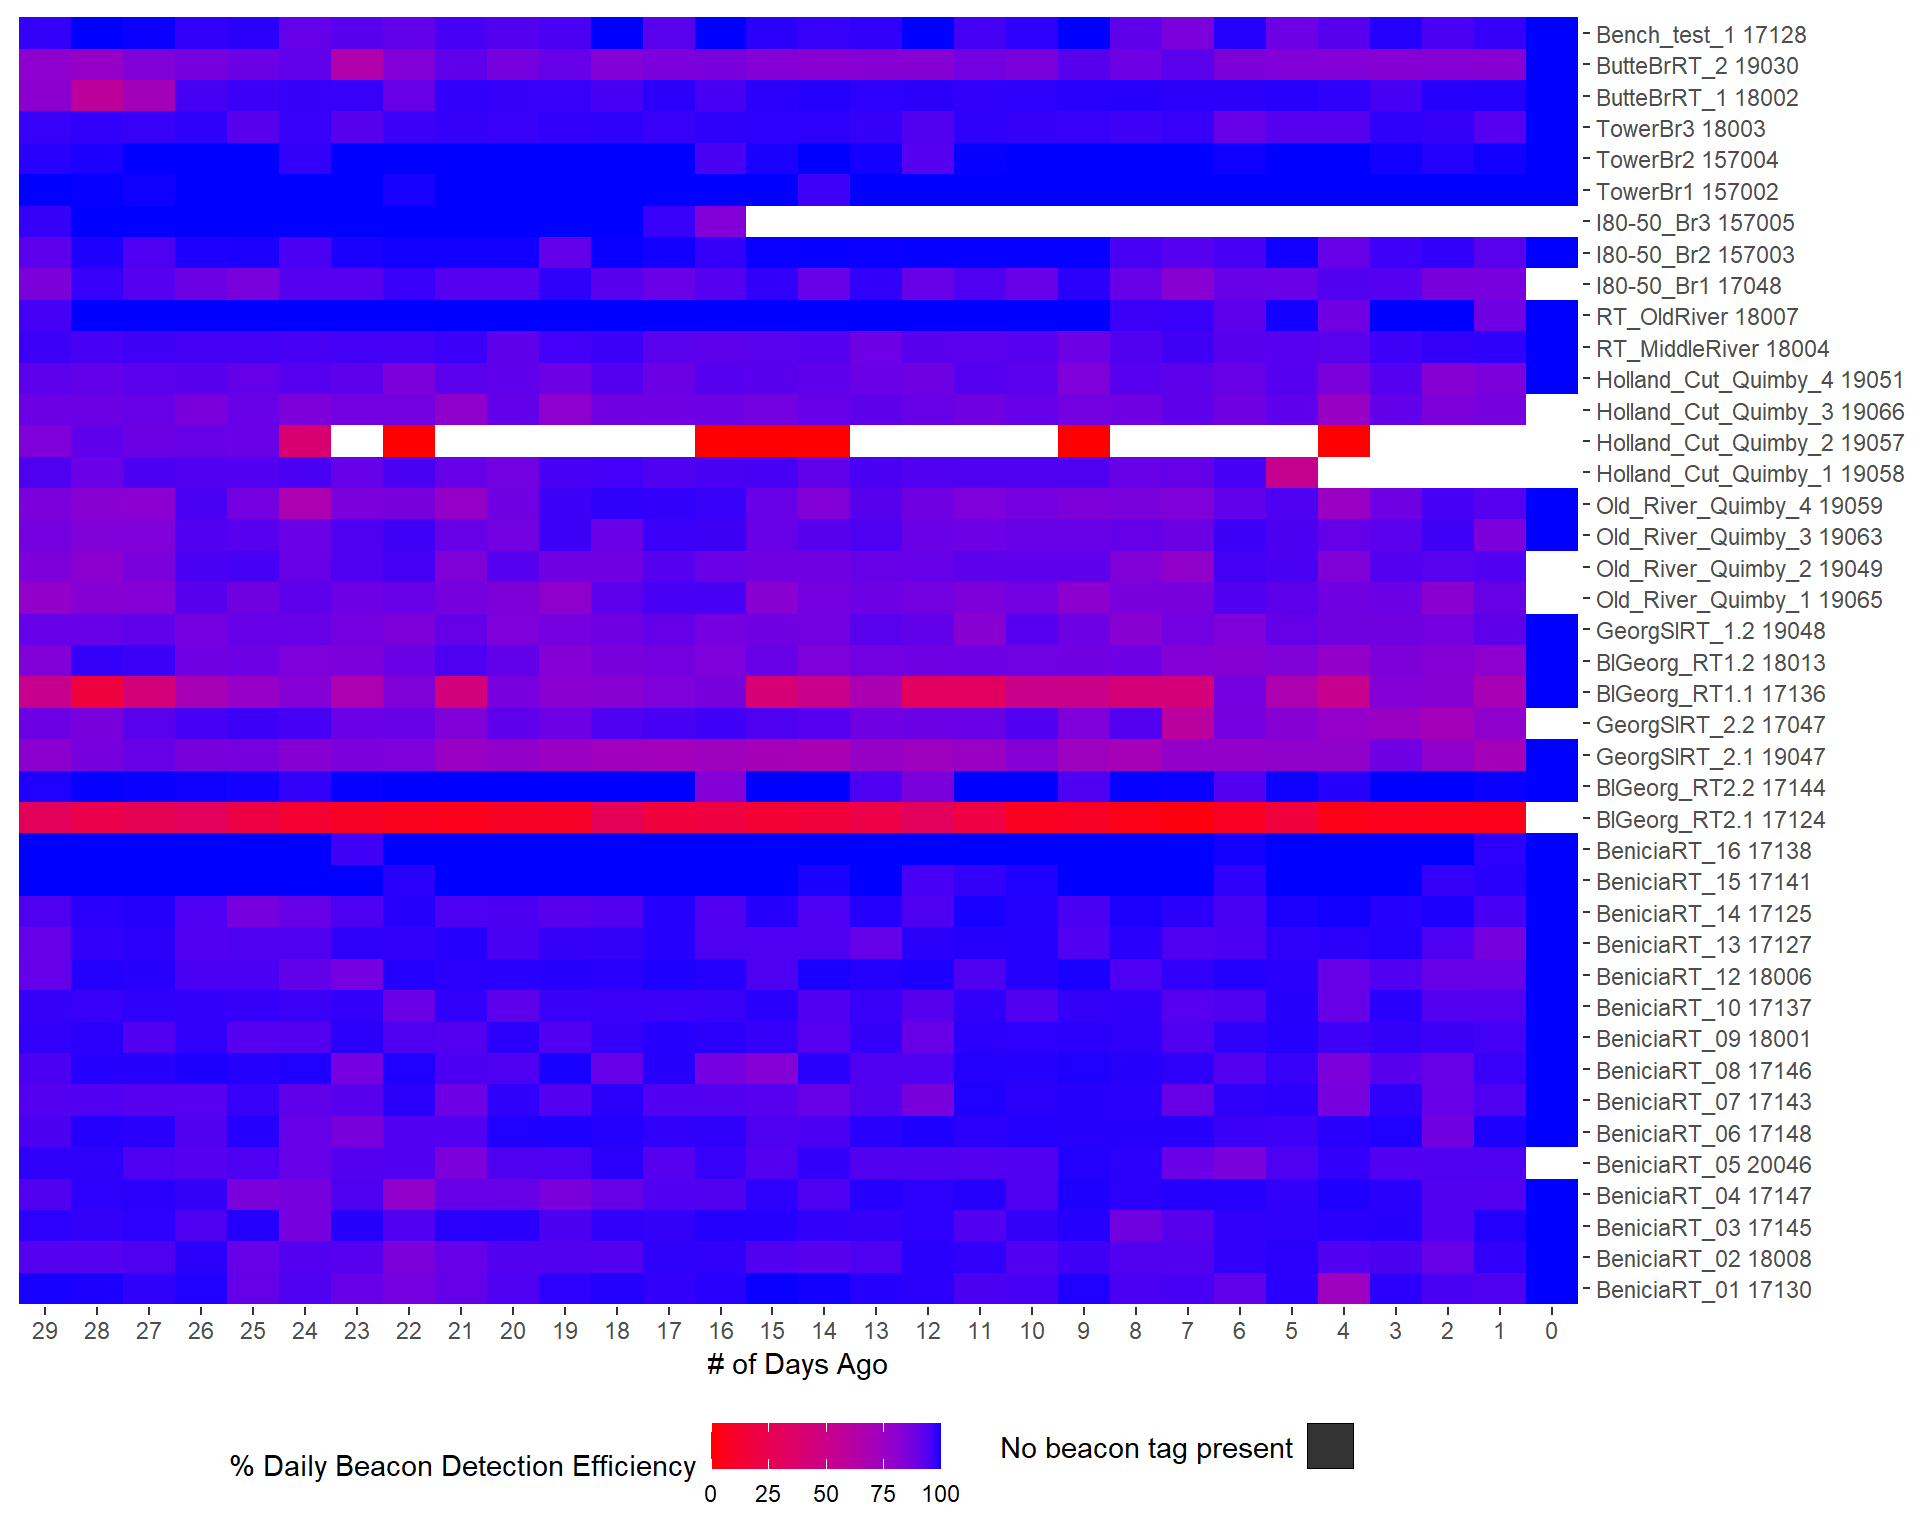 Bench_test_1 17128
ButteBrRT_2 19030
ButteBrRT_1 18002
TowerBr3 18003
TowerBr2 157004
TowerBr1 157002
I80-50_Br3 157005
I80-50_Br2 157003
I80-50_Br1 17048
RT_OldRiver 18007
RT_MiddleRiver 18004
Holland_Cut_Quimby_4 19051
Holland_Cut_Quimby_3 19066
Holland_Cut_Quimby_2 19057
Holland_Cut_Quimby_1 19058
Old_River_Quimby_4 19059
Old_River_Quimby_3 19063
Old_River_Quimby_2 19049
Old_River_Quimby_1 19065
GeorgSlRT_1.2 19048
BlGeorg_RT1.2 18013
BlGeorg_RT1.1 17136
GeorgSlRT_2.2 17047
GeorgSlRT_2.1 19047
BlGeorg_RT2.2 17144
BlGeorg_RT2.1 17124
BeniciaRT_16 17138
BeniciaRT_15 17141
BeniciaRT_14 17125
BeniciaRT_13 17127
BeniciaRT_12 18006
BeniciaRT_10 17137
BeniciaRT_09 18001
BeniciaRT_08 17146
BeniciaRT_07 17143
BeniciaRT_06 17148
BeniciaRT_05 20046
BeniciaRT_04 17147
BeniciaRT_03 17145
BeniciaRT_02 18008
BeniciaRT_01 17130
29 28 27 26 25 24 23 22 21 20 19 18 17 16 15 14 13 12 11 10 9 8 7 6 5 4 3 2 1 0
# of Days Ago
% Daily Beacon Detection Efficiency
0 25 50 75 100
No beacon tag present